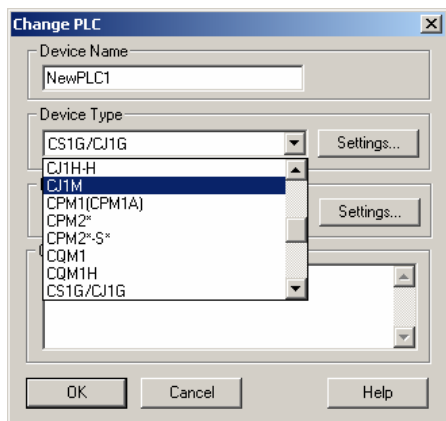 Change PLC
Device Name
NewPLC1
Device Type
CS1G/CJ1G
Settings...
CJ1H-H
CJ1M
CPM1(CPM1A)
CPM2*
CPM2*-S*
CQM1
CQM1H
CS1G/CJ1G
Settings...
OK Cancel Help